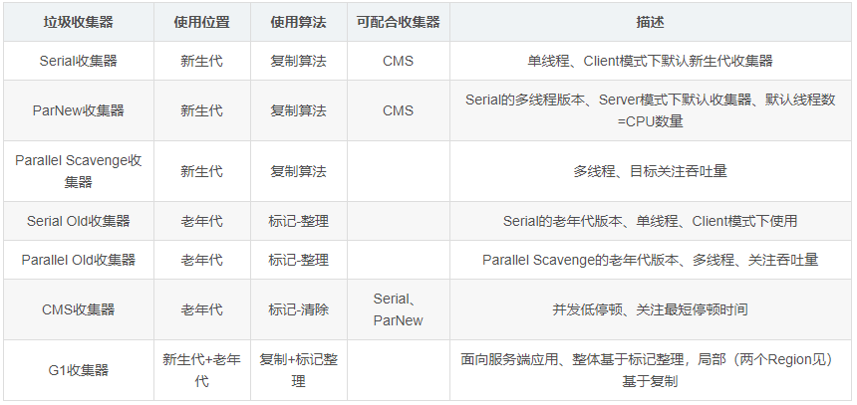 垃圾收集器 使用位置 使用算法 可配合收集器 描述
Serial收集器 新生代 复制算法 CMS 单线程、Client模式下默认新生代收集器
ParNew收集器 新生代 复制算法 CMS Serial的多线程版本、Server模式下默认收集器、默认线程数
=CPU数量
Parallel Scavenge收
集器 新生代 复制算法 多线程、目标关注吞吐量
Serial Old收集器 老年代 标记-整理 Serial的老年代版本、单线程、Client模式下使用
Parallel Old收集器 老年代 标记-整理 Parallel Scavenge的老年代版本、多线程、关注吞吐量
CMS收集器 老年代 标记-清除 Serial、
ParNew 并发低停顿、关注最短停顿时间
G1收集器 新生代+老年
代 复制+标记整
理 面向服务端应用、整体基于标记整理，局部（两个Region见）
基于复制